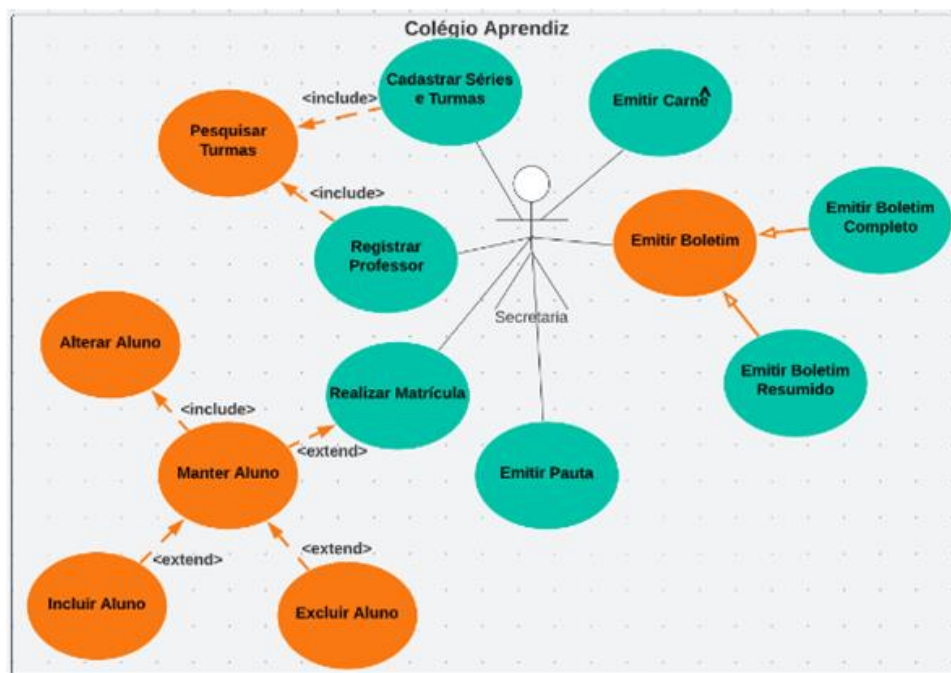 Colégio Aprendiz
Cadastrar Séries
e Turmas
<include>
Pesquisar
Turmas
Emitir Carnê
<include>
Registrar
Professor
Emitir Boletim
Emitir Boletim
Completo
Secretaria
Alterar Aluno
Realizar Matrícula
Emitir Boletim
Resumido
<include>
<extend>
Manter Aluno
Emitir Pauta
<extend>
<extend>
Incluir Aluno
Excluir Aluno